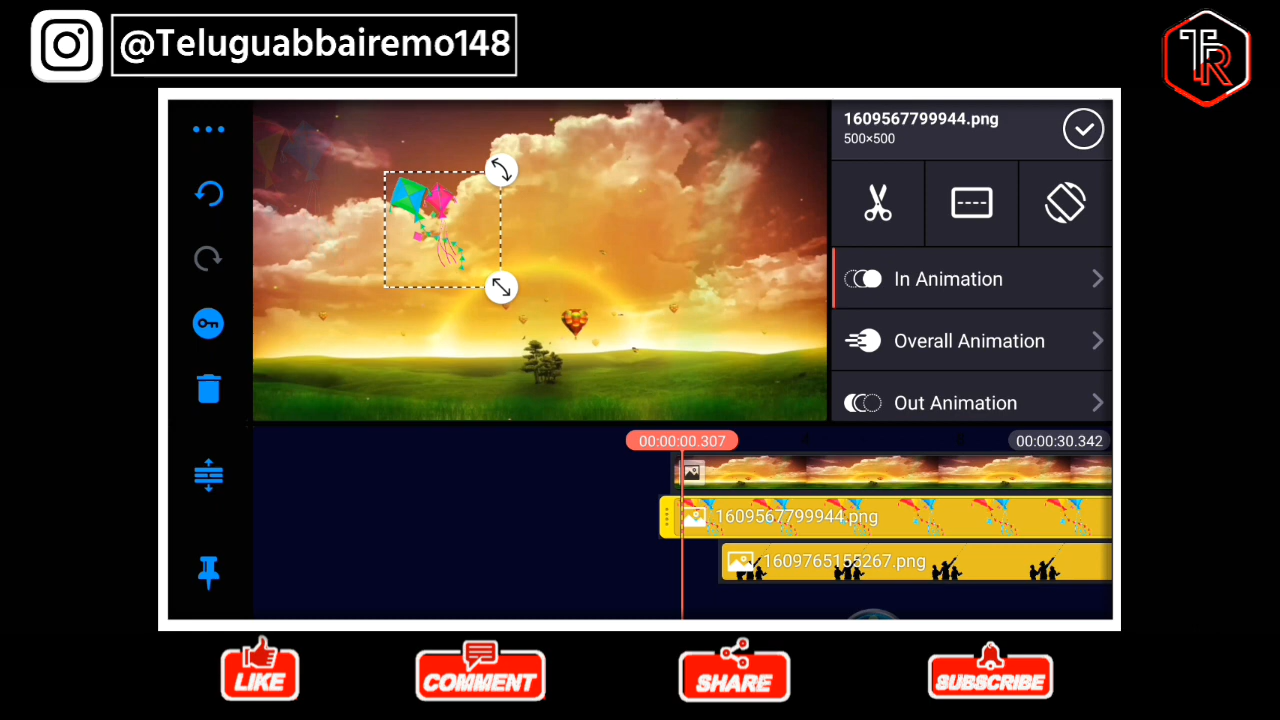 @Teluguabbairemo148
TR
1609567799944.png
500×500
In Animation
Overall Animation
Out Animation
00:00:00.307
00:00:30.342
1609567799944.png
1609765155267.png
LIKE
COMMENT
SHARE
SUBSCRIBE